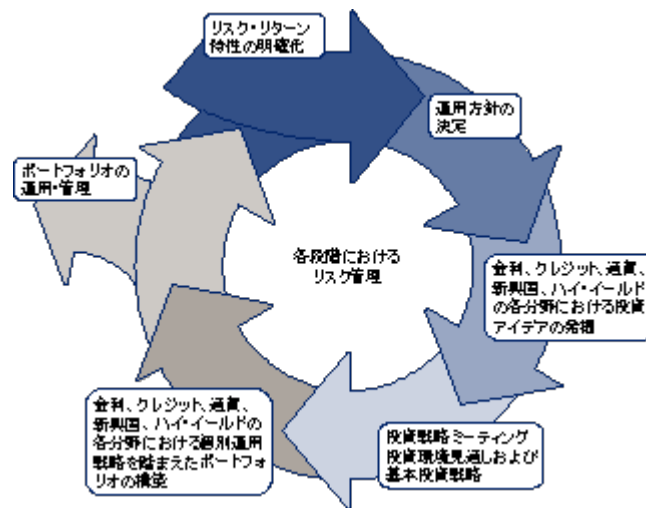 リスク・リターン
特性の明確化
運用方針の
決定
金利、クレジット、通貨、
新興国、ハイ・イールド
の各分野における投資
アイデアの発掘
投資戦略ミーティング
投資環境見通しおよび
基本投資戦略
金利、クレジット、通貨、
新興国、ハイ・イールドの
各分野における個別運用
戦略を踏まえたポートフォ
リオの構築
ポートフォリオの
運用・管理
各段階における
リスク管理